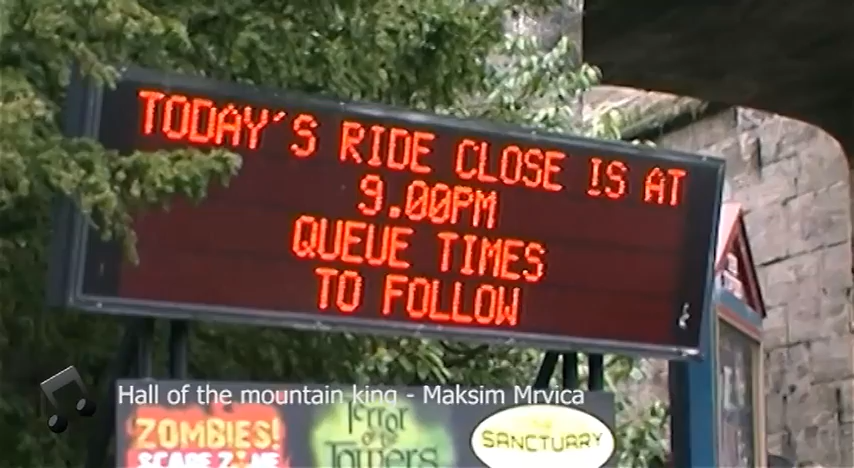 TODAY'S RIDE CLOSE IS AT
9.00PM
QUEUE TIMES
TO FOLLOW
Hall of the mountain king - Maksim Mrvica
ZOMBIES!
SCARE ZONE
Terror
of the
Towers
SANCTUARY